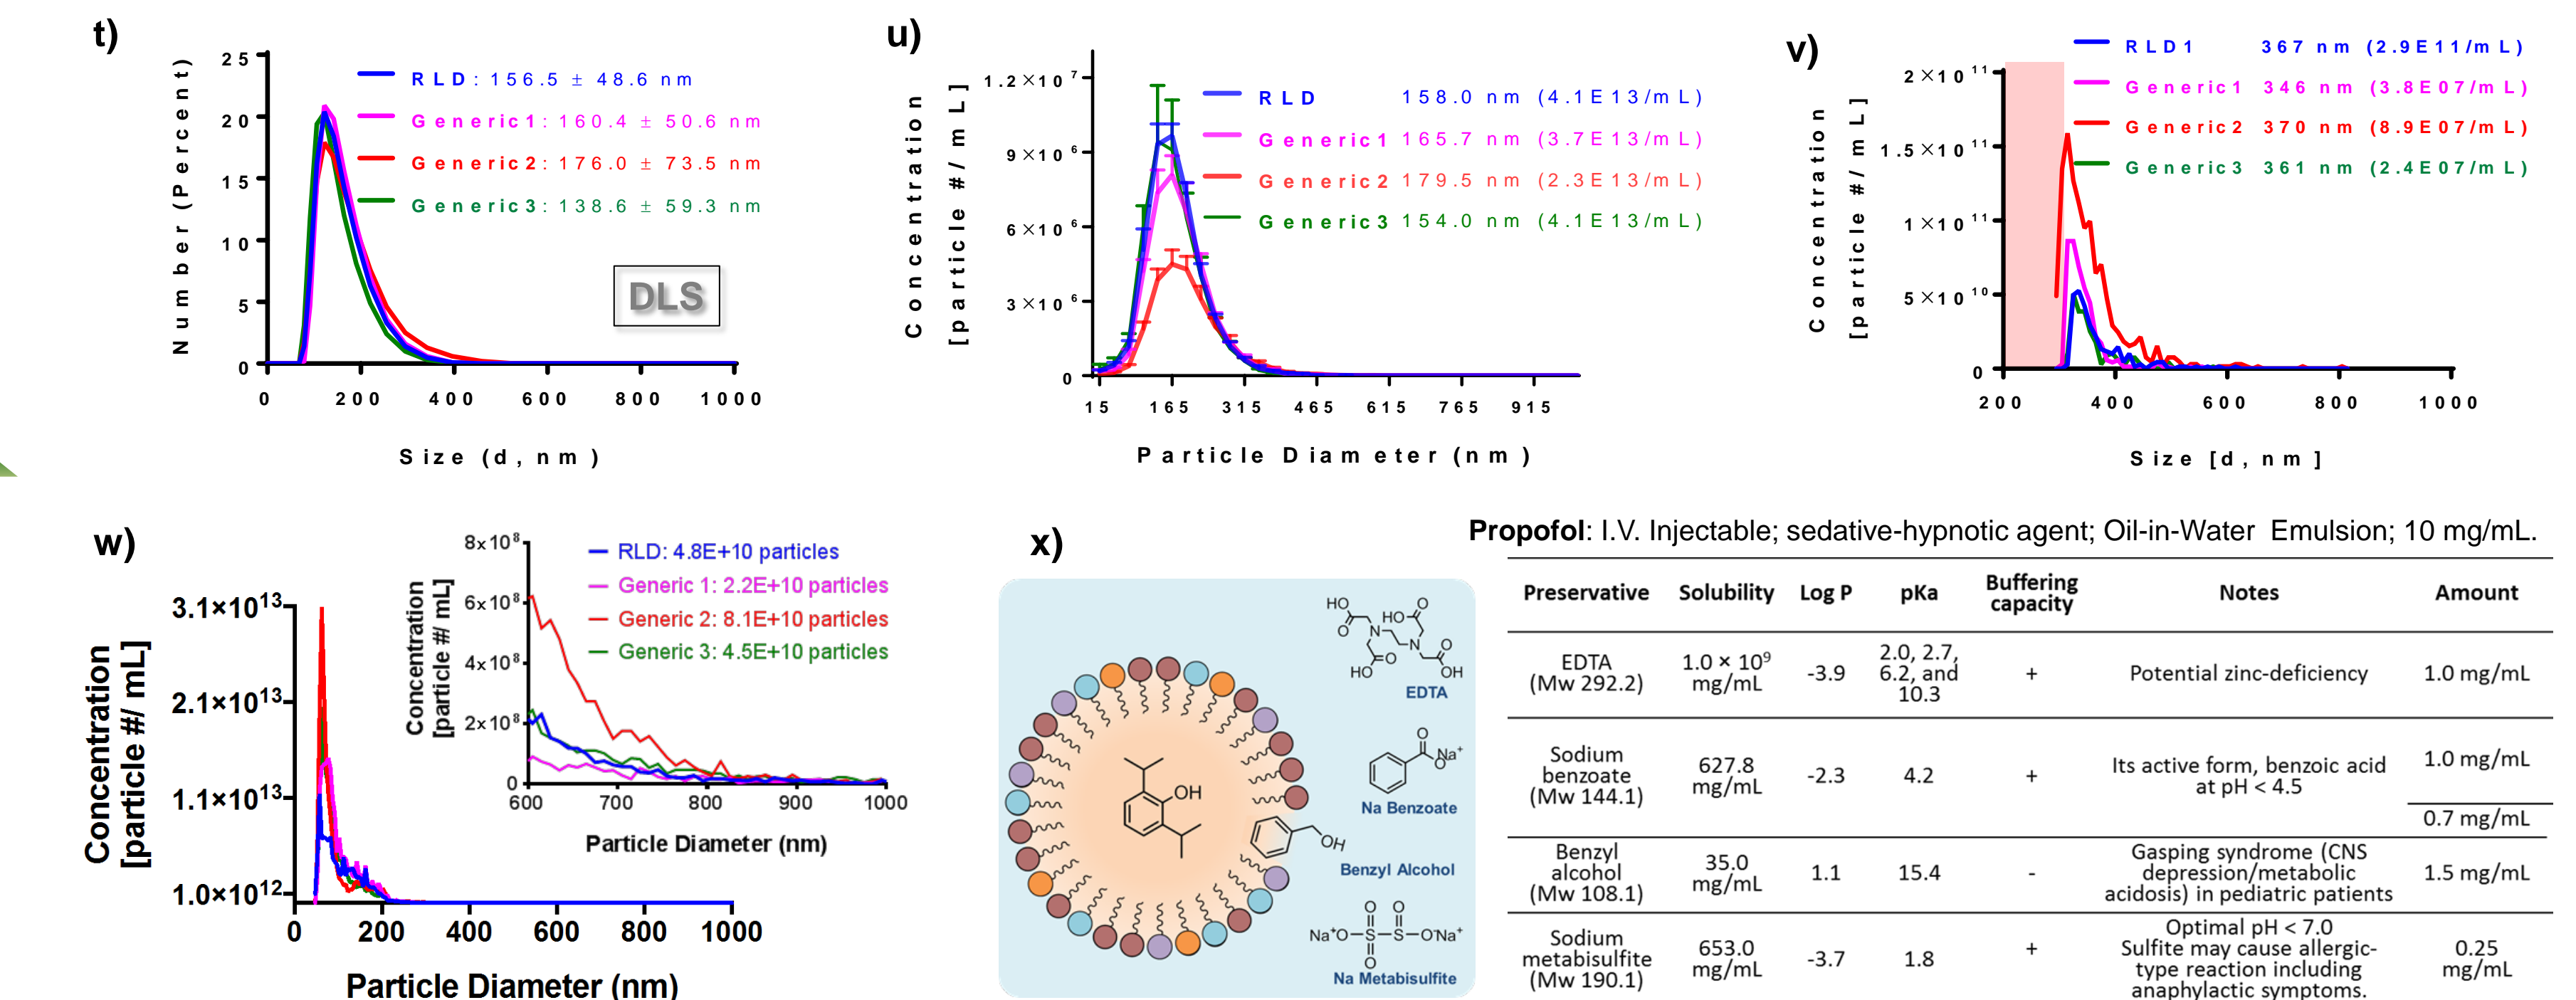 t)
Number (Percent)
25
20
15
10
5
0
RLD: 156.5 ± 48.6 nm
Generic1: 160.4 ± 50.6 nm
Generic2: 176.0 ± 73.5 nm
Generic3: 138.6 ± 59.3 nm
DLS
0 200 400 600 800 1000
Size (d, nm)
u)
Concentration
[particle #/mL]
1.2×10⁷
9×10⁶
6×10⁶
3×10⁶
0
RLD 158.0 nm (4.1E13/mL)
Generic1 165.7 nm (3.7E13/mL)
Generic2 179.5 nm (2.3E13/mL)
Generic3 154.0 nm (4.1E13/mL)
15 165 315 465 615 765 915
Particle Diameter (nm)
v)
Concentration
[particle #/mL]
2×10¹¹
1.5×10¹¹
1×10¹¹
5×10¹⁰
0
RLD1 367 nm (2.9E11/mL)
Generic1 346 nm (3.8E07/mL)
Generic2 370 nm (8.9E07/mL)
Generic3 361 nm (2.4E07/mL)
200 400 600 800 1000
Size [d, nm]
w)
Concentration
[particle #/ mL]
3.1×10¹³
2.1×10¹³
1.1×10¹³
1.0×10¹²
0 200 400 600 800 1000
Particle Diameter (nm)
Concentration
[particle #/ mL]
8x10⁸
6x10⁸
4x10⁸
2x10⁸
0
RLD: 4.8E+10 particles
Generic 1: 2.2E+10 particles
Generic 2: 8.1E+10 particles
Generic 3: 4.5E+10 particles
600 700 800 900 1000
Particle Diameter (nm)
x)
HO O HO O
N N
O
O O
HO OH
EDTA
O
Na⁺
O⁻
Na Benzoate
OH
OH
Benzyl Alcohol
O O
Na⁺⁻O S S O⁻Na⁺
O
Na Metabisulfite
Propofol: I.V. Injectable; sedative-hypnotic agent; Oil-in-Water Emulsion; 10 mg/mL.
Preservative Solubility Log P pKa Buffering capacity Notes Amount
EDTA
(Mw 292.2)
1.0 × 10⁹
mg/mL
-3.9
2.0, 2.7,
6.2, and
10.3
+
Potential zinc-deficiency
1.0 mg/mL
Sodium
benzoate
(Mw 144.1)
627.8
mg/mL
-2.3
4.2
+
Its active form, benzoic acid
at pH < 4.5
1.0 mg/mL
0.7 mg/mL
Benzyl
alcohol
(Mw 108.1)
35.0
mg/mL
1.1
15.4
-
Gasping syndrome (CNS
depression/metabolic
acidosis) in pediatric patients
1.5 mg/mL
Sodium
metabisulfite
(Mw 190.1)
653.0
mg/mL
-3.7
1.8
+
Optimal pH < 7.0
Sulfite may cause allergic-
type reaction including
anaphylactic symptoms.
0.25
mg/mL